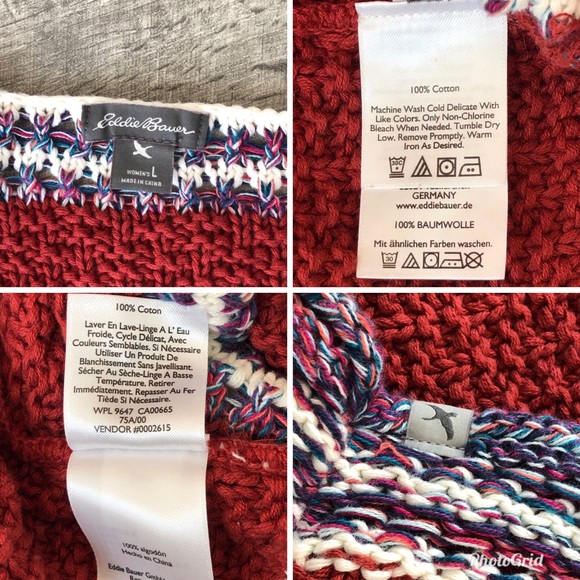 Eddie Bauer
WOMEN'S L
MADE IN CHINA
100% Cotton
Machine Wash Cold Delicate With
Like Colors. Only Non-Chlorine
Bleach When Needed. Tumble Dry
Low. Remove Promptly. Warm
Iron As Desired.
GERMANY
www.eddiebauer.de
100% BAUMWOLLE
Mit ähnlichen Farben waschen.
30
100% Cotton
Laver En Lave-Linge A L' Eau
Froide, Cycle Délicat, Avec
Couleurs Semblables. Si Nécessaire
Utiliser Un Produit De
Blanchissement Sans Javellisant.
Sécher Au Sèche-Linge A Basse
Température. Retirer
Immédiatement. Repasser Au Fer
Tiède Si Nécessaire.
WPL 9647 CA00665
75A/00
VENDOR #0002615
100% algodón
Hecho en China
Eddie Bauer GmbH
PhotoGrid